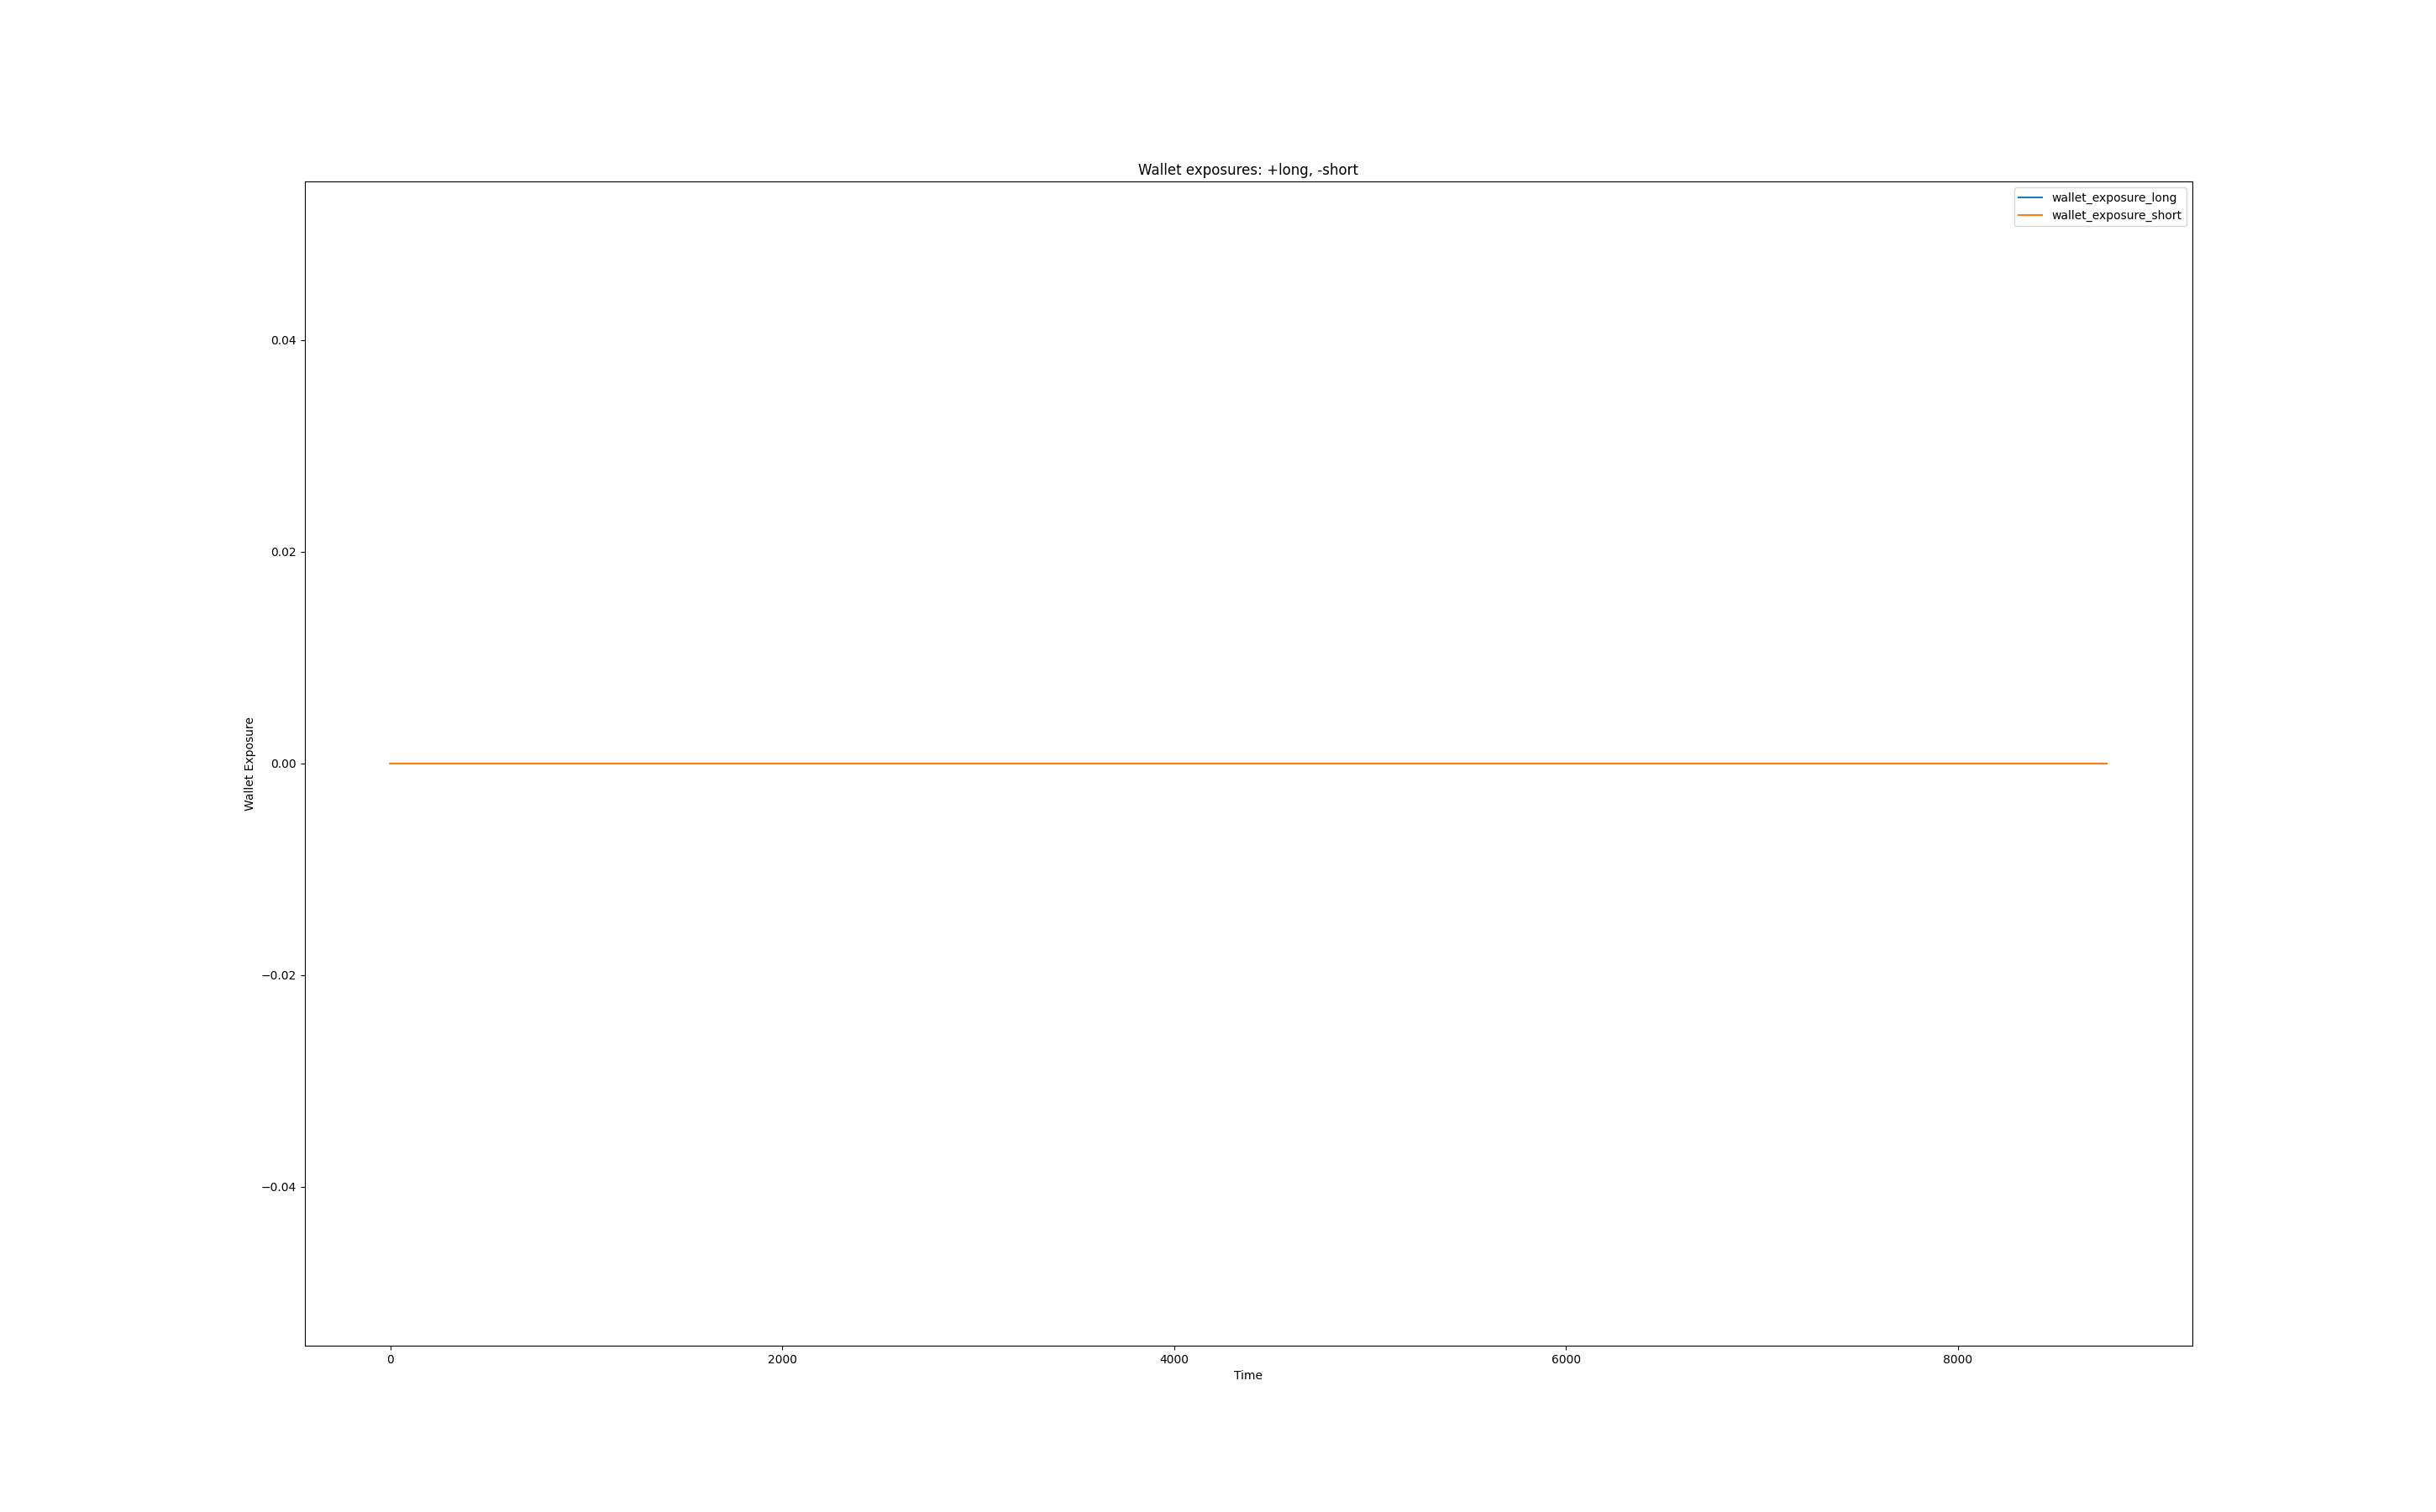 Wallet exposures: +long, -short
wallet_exposure_long
wallet_exposure_short
0.04
0.02
0.00
−0.02
−0.04
Wallet Exposure
0 2000 4000 6000 8000
Time